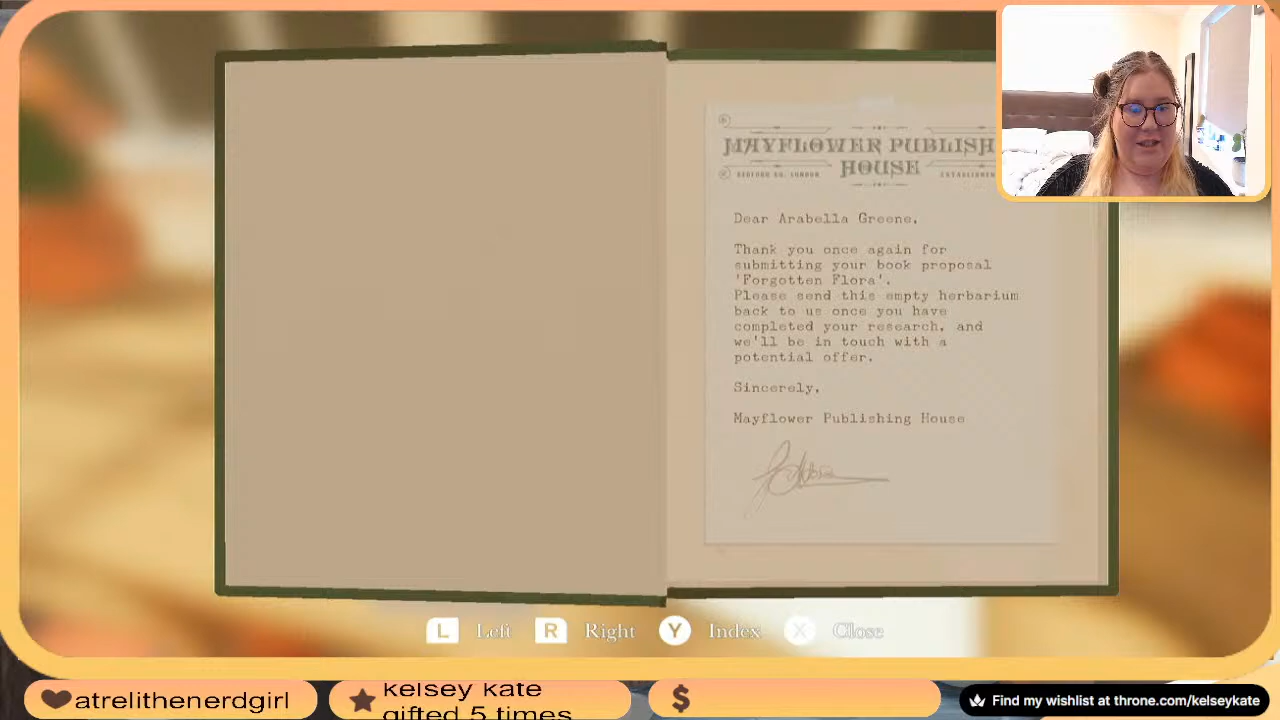 MAYFLOWER PUBLISH
HOUSE
BEDFORD SQ. LONDON
Dear Arabella Greene,
Thank you once again for
submitting your book proposal
'Forgotten Flora'.
Please send this empty herbarium
back to us once you have
completed your research, and
we'll be in touch with a
potential offer.
Sincerely,
Mayflower Publishing House
L Left R Right Y Index X Close
atrelithenerdgirl
kelsey kate
gifted 5 times
$
Find my wishlist at throne.com/kelseykate